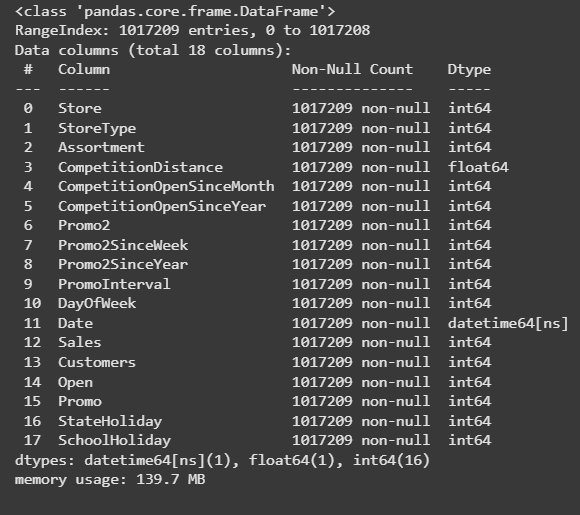 <class 'pandas.core.frame.DataFrame'>
RangeIndex: 1017209 entries, 0 to 1017208
Data columns (total 18 columns):
 #   Column                     Non-Null Count    Dtype
---  ------                     --------------    -----
 0   Store                      1017209 non-null  int64
 1   StoreType                  1017209 non-null  int64
 2   Assortment                 1017209 non-null  int64
 3   CompetitionDistance        1017209 non-null  float64
 4   CompetitionOpenSinceMonth  1017209 non-null  int64
 5   CompetitionOpenSinceYear   1017209 non-null  int64
 6   Promo2                     1017209 non-null  int64
 7   Promo2SinceWeek            1017209 non-null  int64
 8   Promo2SinceYear            1017209 non-null  int64
 9   PromoInterval              1017209 non-null  int64
 10  DayOfWeek                  1017209 non-null  int64
 11  Date                       1017209 non-null  datetime64[ns]
 12  Sales                      1017209 non-null  int64
 13  Customers                  1017209 non-null  int64
 14  Open                       1017209 non-null  int64
 15  Promo                      1017209 non-null  int64
 16  StateHoliday               1017209 non-null  int64
 17  SchoolHoliday              1017209 non-null  int64
dtypes: datetime64[ns](1), float64(1), int64(16)
memory usage: 139.7 MB